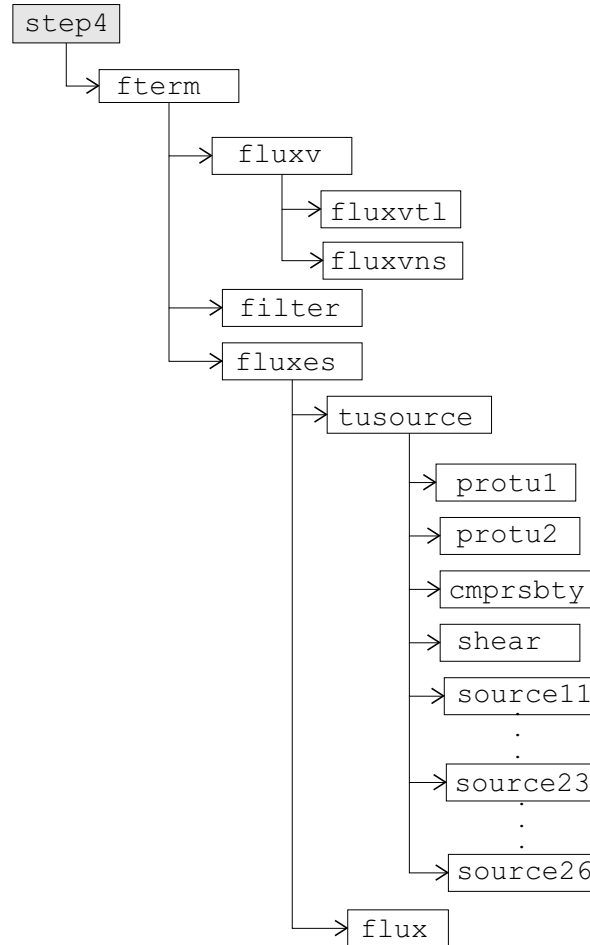 step4
fterm
fluxv
fluxvtl
fluxvns
filter
fluxes
tusource
protu1
protu2
cmprsbty
shear
source11
.
.
.
source23
.
.
.
source26
flux